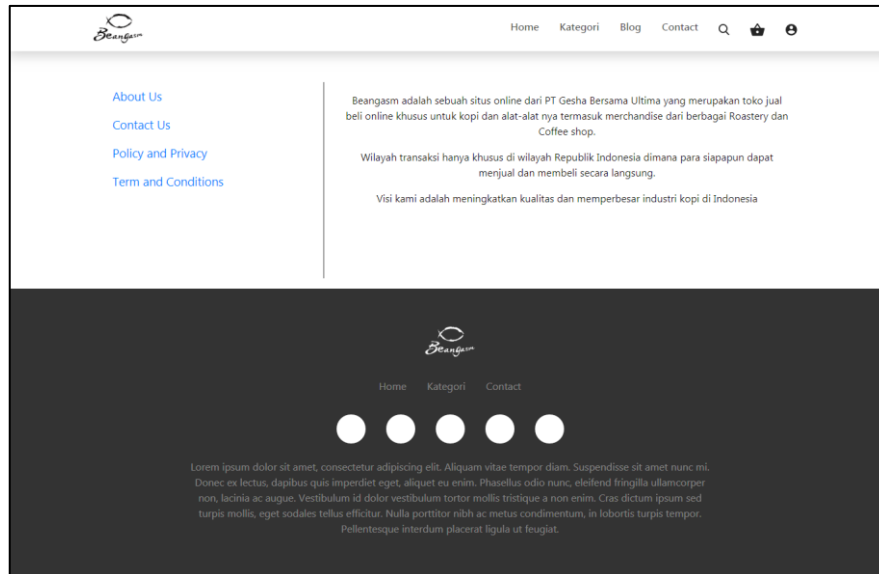 Beangasm
Home Kategori Blog Contact
About Us
Contact Us
Policy and Privacy
Term and Conditions
Beangasm adalah sebuah situs online dari PT Gesha Bersama Ultima yang merupakan toko jual
beli online khusus untuk kopi dan alat-alat nya termasuk merchandise dari berbagai Roastery dan
Coffee shop.
Wilayah transaksi hanya khusus di wilayah Republik Indonesia dimana para siapapun dapat
menjual dan membeli secara langsung.
Visi kami adalah meningkatkan kualitas dan memperbesar industri kopi di Indonesia
Beangasm
Home Kategori Contact
Lorem ipsum dolor sit amet, consectetur adipiscing elit. Aliquam vitae tempor diam. Suspendisse sit amet nunc mi.
Donec ex lectus, dapibus quis imperdiet eget, aliquet eu enim. Phasellus odio nunc, eleifend fringilla ullamcorper
non, lacinia ac augue. Vestibulum id dolor vestibulum tortor mollis tristique a non enim. Cras dictum ipsum sed
turpis mollis, eget sodales tellus efficitur. Nulla porttitor nibh ac metus condimentum, in lobortis turpis tempor.
Pellentesque interdum placerat ligula ut feugiat.